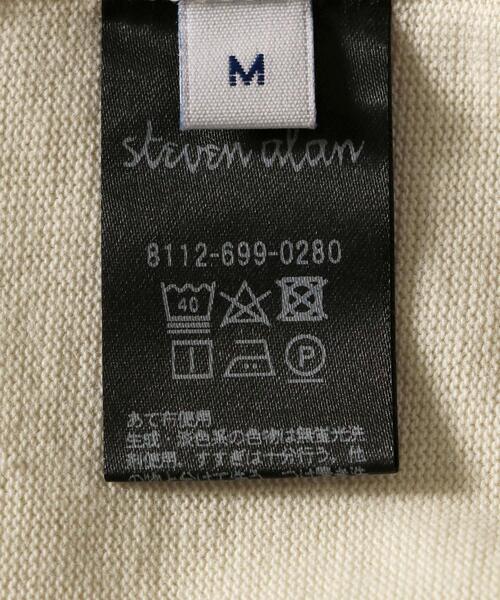 M
steven alan
8112-699-0280
40
P
あて布使用
生成・淡色系の色物は無蛍光洗
剤使用。すすぎは十分行う。他